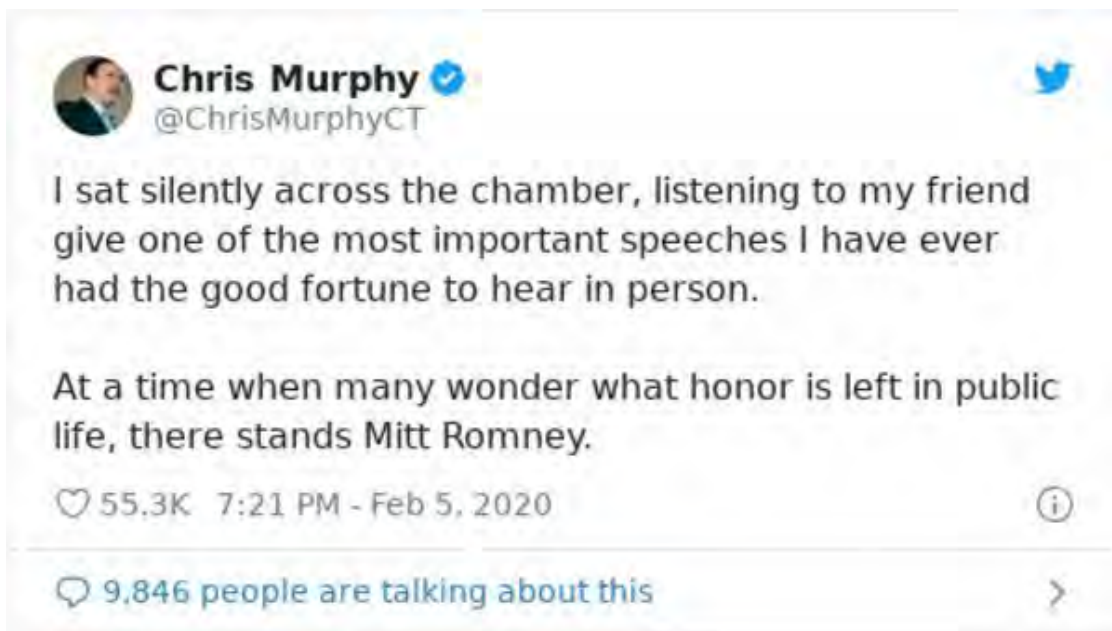 Chris Murphy
@ChrisMurphyCT
I sat silently across the chamber, listening to my friend
give one of the most important speeches I have ever
had the good fortune to hear in person.
At a time when many wonder what honor is left in public
life, there stands Mitt Romney.
55.3K 7:21 PM - Feb 5, 2020
9,846 people are talking about this